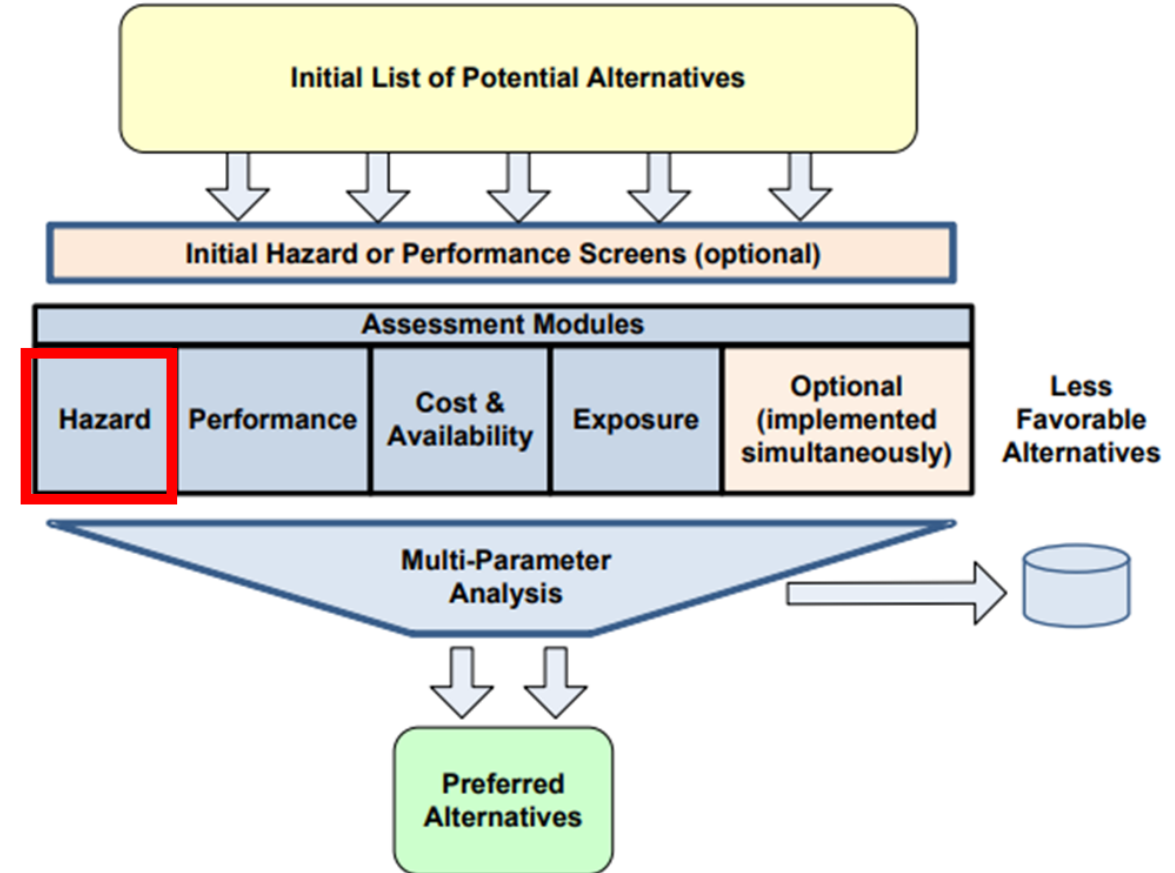 Initial List of Potential Alternatives
Initial Hazard or Performance Screens (optional)
Assessment Modules
Hazard
Performance
Cost &
Availability
Exposure
Optional
(implemented
simultaneously)
Less
Favorable
Alternatives
Multi-Parameter
Analysis
Preferred
Alternatives